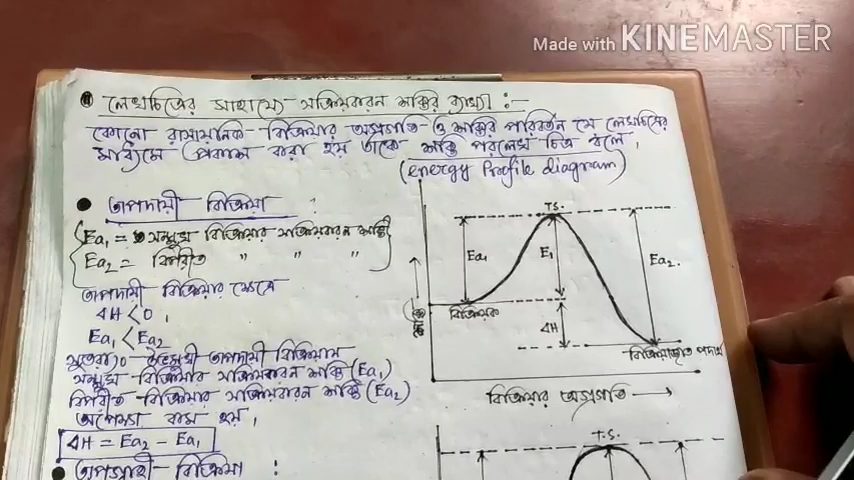 Made with KINEMASTER
লেখচিত্রের সাহায্যে সক্রিয়করন শক্তির ব্যাখ্যা :-
কোনো রাসায়নিক বিক্রিয়ার অগ্রগতি ও শক্তির পরিবর্তন যে লেখচিত্রের
মাধ্যমে প্রকাশ করা হয় তাকে শক্তি পরলেখ চিত্র বলে,
(energy Profile diagram)
তাপদায়ী বিক্রিয়া
Ea₁ = সম্মুখ বিক্রিয়ার সক্রিয়করন শক্তি
Ea₂ = বিপরীত " " "
তাপদায়ী বিক্রিয়ার ক্ষেত্রে
ΔH < 0,
Ea₁ < Ea₂
সুতরাং উভমুখী তাপদায়ী বিক্রিয়ায়
সম্মুখ বিক্রিয়ার সক্রিয়করন শক্তি (Ea₁)
বিপরীত বিক্রিয়ার সক্রিয়করন শক্তি (Ea₂)
অপেক্ষা কম হয়,
ΔH = Ea₂ - Ea₁
তাপগ্রাহী বিক্রিয়া :
T.S.
Ea₁
E₁
Ea₂.
ΔH
শক্তি
বিক্রিয়ক
বিক্রিয়াজাত পদার্থ
বিক্রিয়ার অগ্রগতি →
T.S.